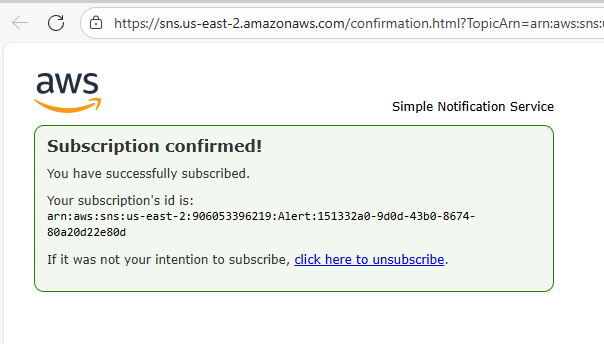 https://sns.us-east-2.amazonaws.com/confirmation.html?TopicArn=arn:aws:sns:
aws
Simple Notification Service
Subscription confirmed!
You have successfully subscribed.
Your subscription's id is:
arn:aws:sns:us-east-2:906053396219:Alert:151332a0-9d0d-43b0-8674-
80a20d22e80d
If it was not your intention to subscribe, click here to unsubscribe.